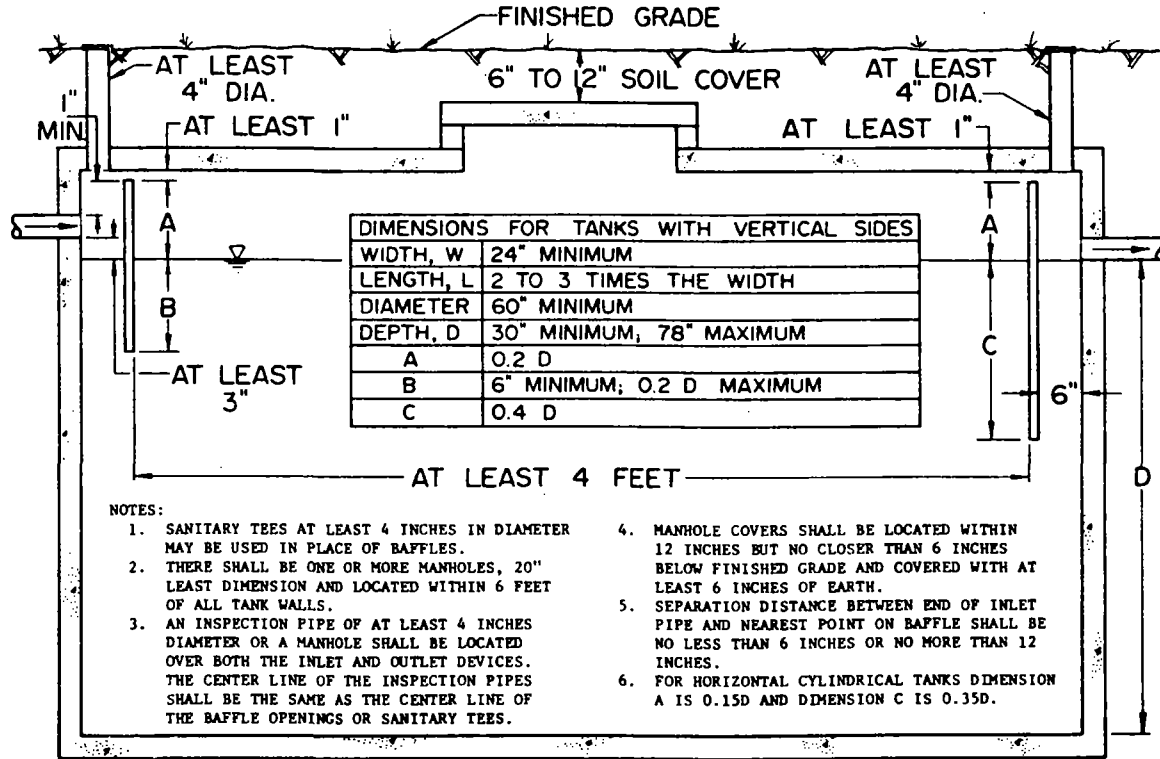 FINISHED GRADE
AT LEAST
4" DIA.
6" TO 12" SOIL COVER
AT LEAST
4" DIA.
1"
MIN.
AT LEAST 1"
AT LEAST 1"
A
A
DIMENSIONS FOR TANKS WITH VERTICAL SIDES
WIDTH, W 24" MINIMUM
LENGTH, L 2 TO 3 TIMES THE WIDTH
DIAMETER 60" MINIMUM
DEPTH, D 30" MINIMUM; 78" MAXIMUM
A 0.2 D
B 6" MINIMUM; 0.2 D MAXIMUM
C 0.4 D
B
C
AT LEAST
3"
6"
AT LEAST 4 FEET
D
NOTES:
1. SANITARY TEES AT LEAST 4 INCHES IN DIAMETER
MAY BE USED IN PLACE OF BAFFLES.
2. THERE SHALL BE ONE OR MORE MANHOLES, 20"
LEAST DIMENSION AND LOCATED WITHIN 6 FEET
OF ALL TANK WALLS.
3. AN INSPECTION PIPE OF AT LEAST 4 INCHES
DIAMETER OR A MANHOLE SHALL BE LOCATED
OVER BOTH THE INLET AND OUTLET DEVICES.
THE CENTER LINE OF THE INSPECTION PIPES
SHALL BE THE SAME AS THE CENTER LINE OF
THE BAFFLE OPENINGS OR SANITARY TEES.
4. MANHOLE COVERS SHALL BE LOCATED WITHIN
12 INCHES BUT NO CLOSER THAN 6 INCHES
BELOW FINISHED GRADE AND COVERED WITH AT
LEAST 6 INCHES OF EARTH.
5. SEPARATION DISTANCE BETWEEN END OF INLET
PIPE AND NEAREST POINT ON BAFFLE SHALL BE
NO LESS THAN 6 INCHES OR NO MORE THAN 12
INCHES.
6. FOR HORIZONTAL CYLINDRICAL TANKS DIMENSION
A IS 0.15D AND DIMENSION C IS 0.35D.